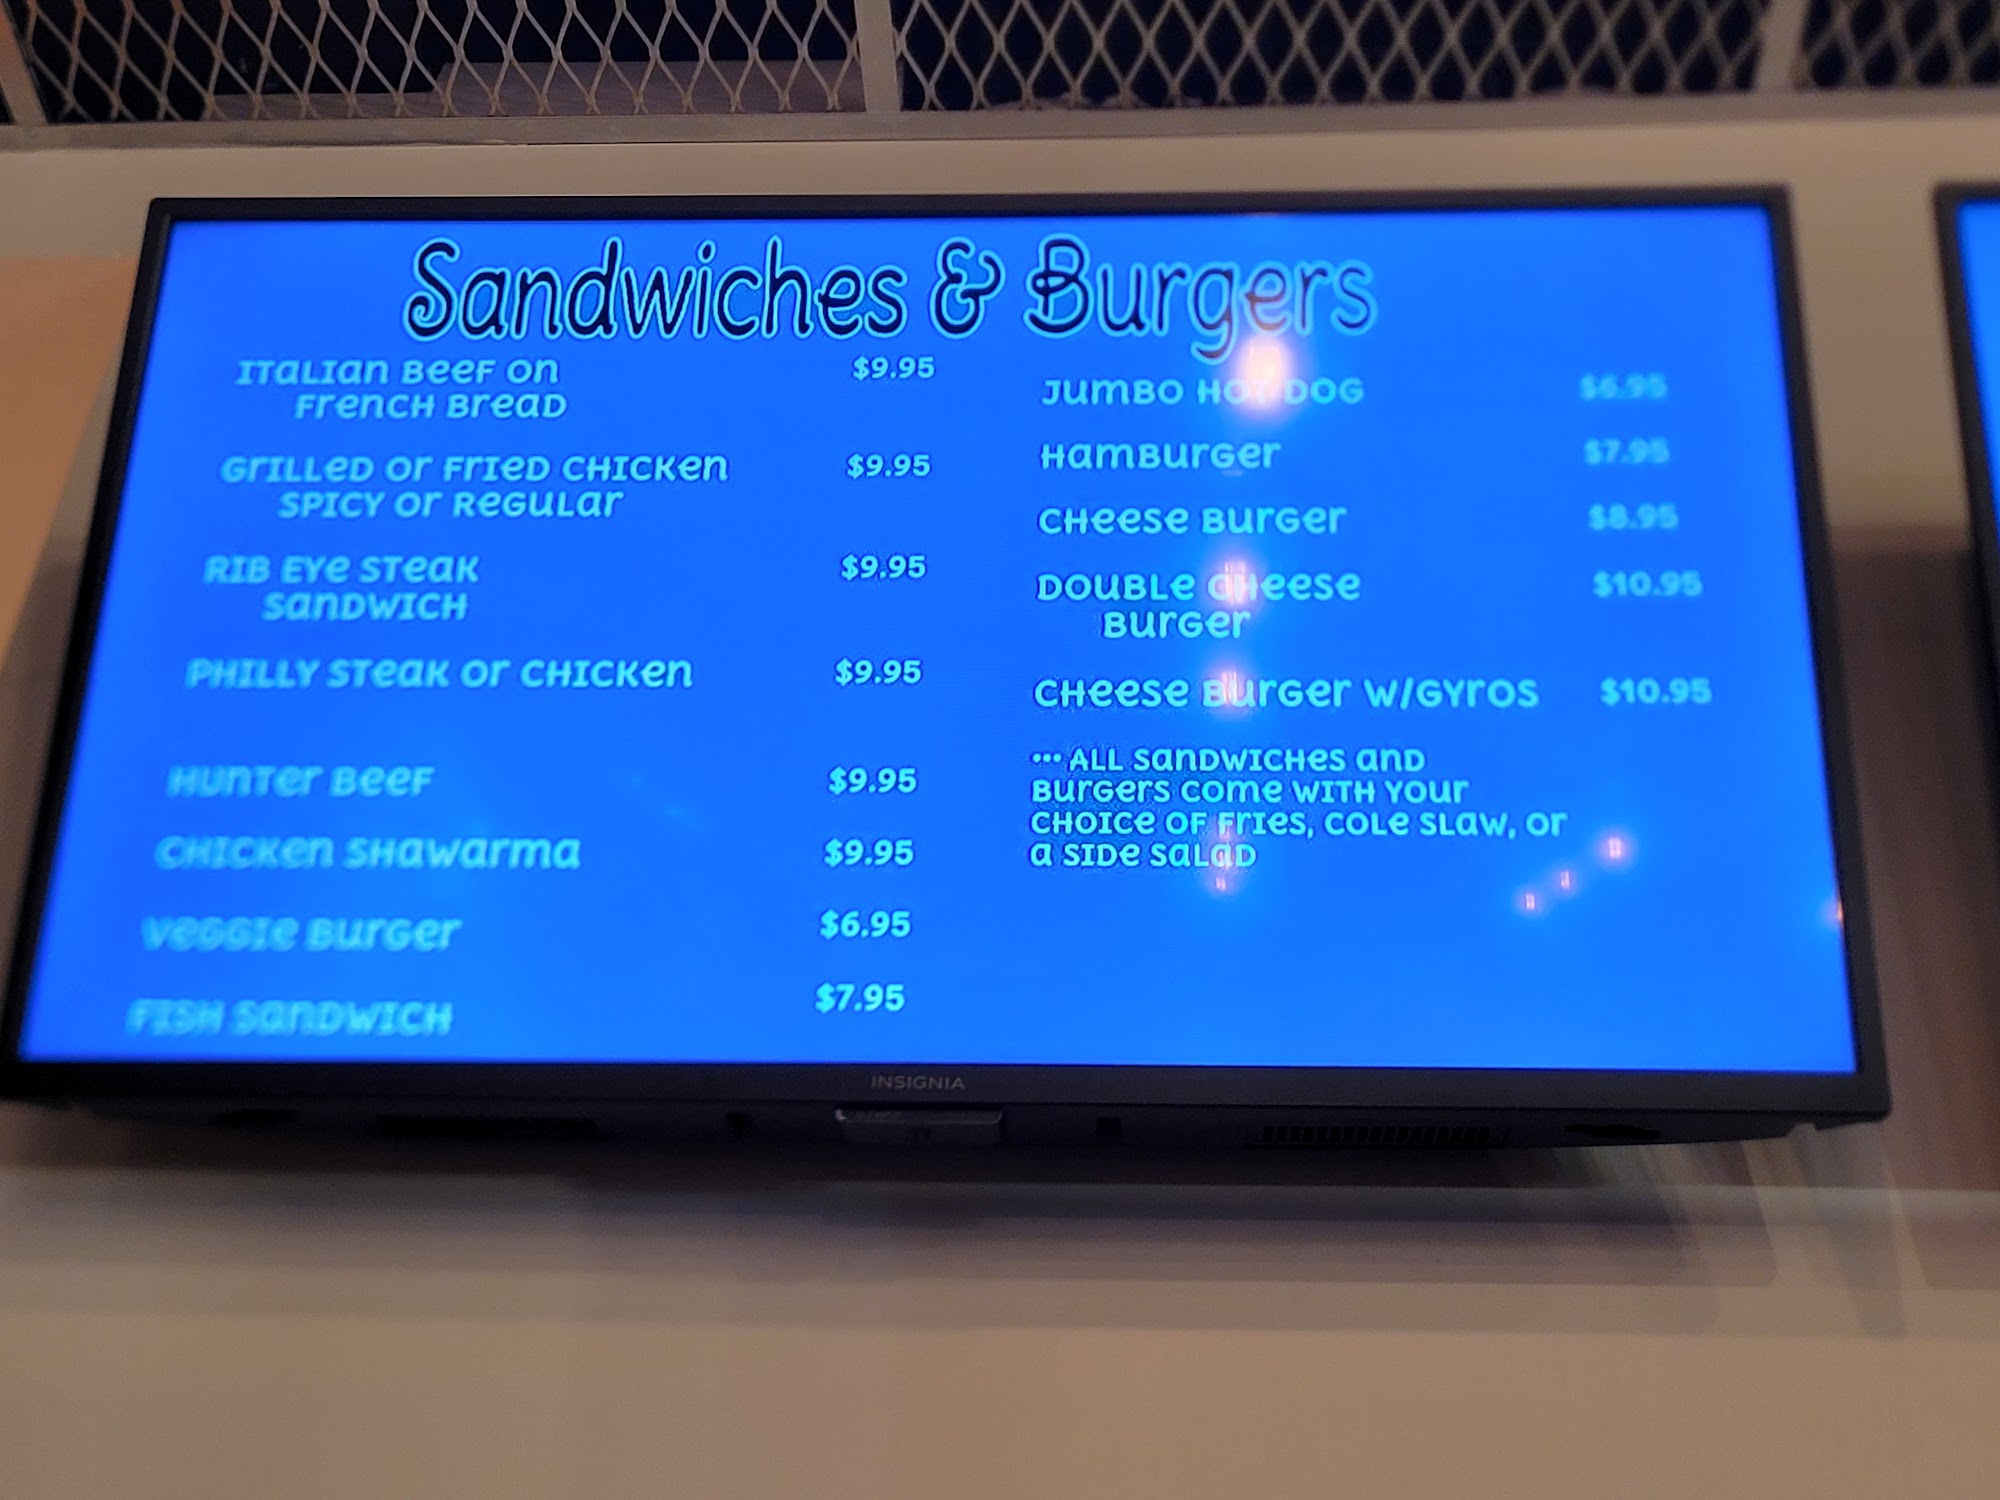 Sandwiches & Burgers
Italian Beef on $9.95
French Bread
Grilled or Fried Chicken $9.95
Spicy or Regular
Rib Eye Steak $9.95
Sandwich
Philly Steak or Chicken $9.95
Hunter Beef $9.95
Chicken Shawarma $9.95
Veggie Burger $6.95
Fish Sandwich $7.95
Jumbo Hot Dog $6.95
Hamburger $7.95
Cheese Burger $8.95
Double Cheese $10.95
Burger
Cheese Burger w/Gyros $10.95
... All Sandwiches and
Burgers come with your
choice of fries, cole slaw, or
a side salad
INSIGNIA